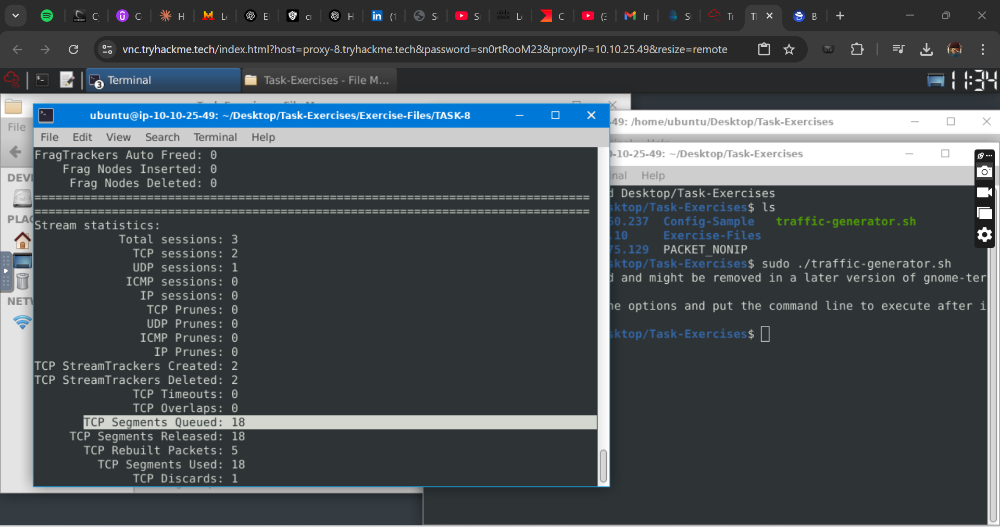 C
C
H
L
E
cr
H
(1
S
S
Lo
C
(3
Ir
S
Tr
T
B
vnc.tryhackme.tech/index.html?host=proxy-8.tryhackme.tech&password=sn0rtRooM23&proxyIP=10.10.25.49&resize=remote
3
Terminal
Task-Exercises - File M...
11:34
ubuntu@ip-10-10-25-49: ~/Desktop/Task-Exercises/Exercise-Files/TASK-8
File Edit View Search Terminal Help
FragTrackers Auto Freed: 0
Frag Nodes Inserted: 0
Frag Nodes Deleted: 0
===============================================================================
===============================================================================
Stream statistics:
Total sessions: 3
TCP sessions: 2
UDP sessions: 1
ICMP sessions: 0
IP sessions: 0
TCP Prunes: 0
UDP Prunes: 0
ICMP Prunes: 0
IP Prunes: 0
TCP StreamTrackers Created: 2
TCP StreamTrackers Deleted: 2
TCP Timeouts: 0
TCP Overlaps: 0
TCP Segments Queued: 18
TCP Segments Released: 18
TCP Rebuilt Packets: 5
TCP Segments Used: 18
TCP Discards: 1
File
DEVI
PLAC
NETW
-49: /home/ubuntu/Desktop/Task-Exercises
-10-25-49: ~/Desktop/Task-Exercises
nal Help
d Desktop/Task-Exercises
sktop/Task-Exercises$ ls
60.237 Config-Sample traffic-generator.sh
.10 Exercise-Files
75.129 PACKET_NONIP
sktop/Task-Exercises$ sudo ./traffic-generator.sh
d and might be removed in a later version of gnome-ter
he options and put the command line to execute after i
sktop/Task-Exercises$